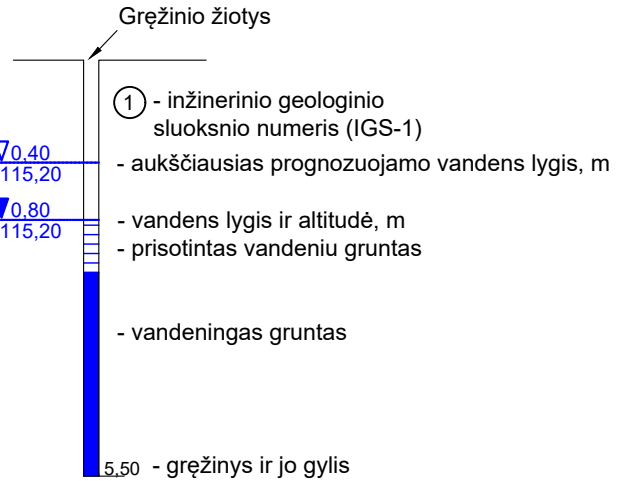 Gręžinio žiotys
1 - inžinerinio geologinio
sluoksnio numeris (IGS-1)
0,40
115,20
- aukščiausias prognozuojamo vandens lygis, m
0,80
115,20
- vandens lygis ir altitudė, m
- prisotintas vandeniu gruntas
- vandeningas gruntas
5,50 - gręžinys ir jo gylis